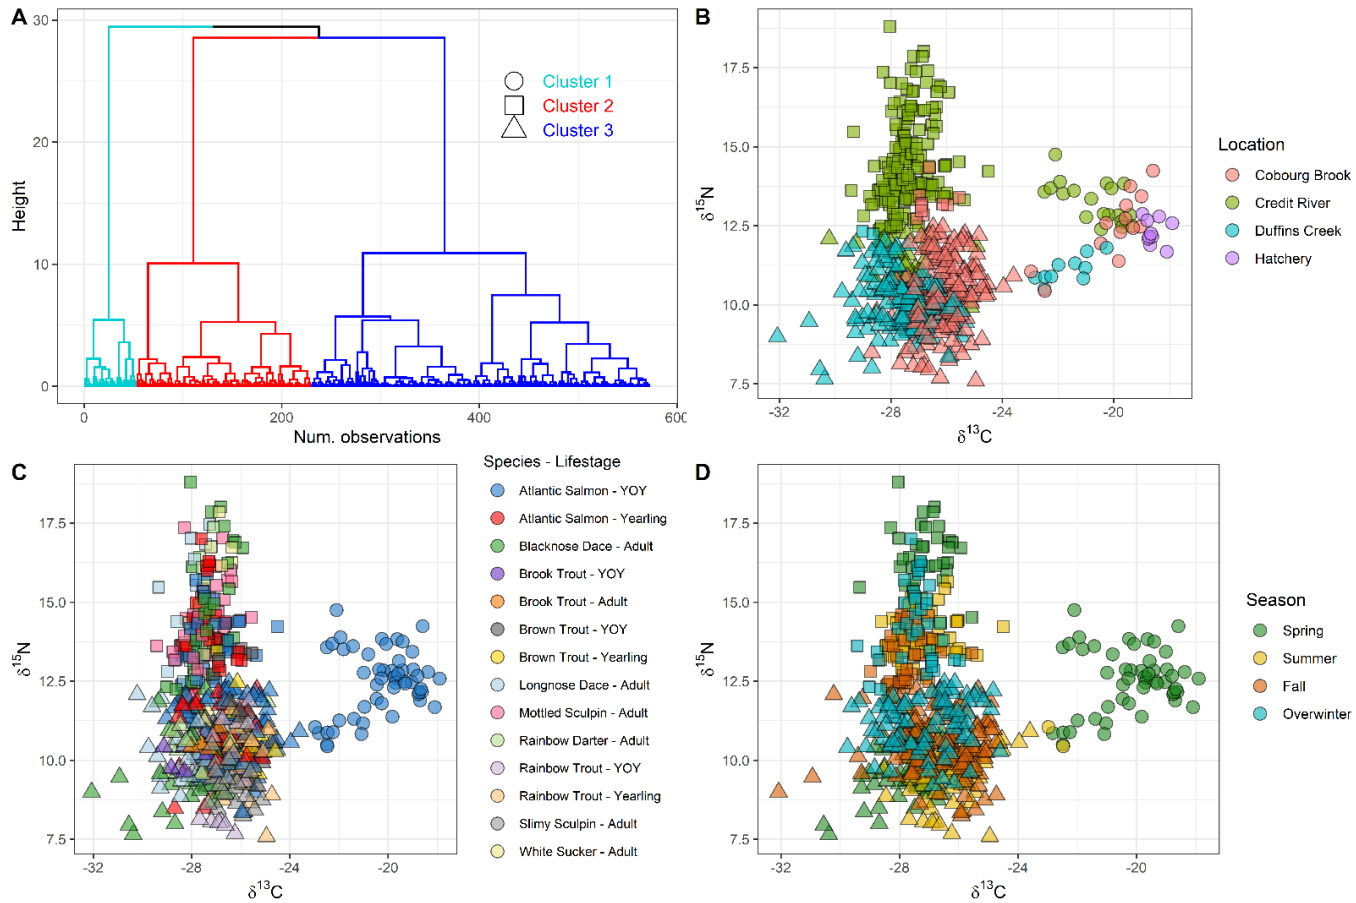 A
30
20
10
0
Height
0
200
400
600
Num. observations
Cluster 1
Cluster 2
Cluster 3
B
17.5
15.0
12.5
10.0
7.5
δ15N
-32
-28
-24
-20
δ13C
Location
Cobourg Brook
Credit River
Duffins Creek
Hatchery
C
17.5
15.0
12.5
10.0
7.5
δ15N
-32
-28
-24
-20
δ13C
Species - Lifestage
Atlantic Salmon - YOY
Atlantic Salmon - Yearling
Blacknose Dace - Adult
Brook Trout - YOY
Brook Trout - Adult
Brown Trout - YOY
Brown Trout - Yearling
Longnose Dace - Adult
Mottled Sculpin - Adult
Rainbow Darter - Adult
Rainbow Trout - YOY
Rainbow Trout - Yearling
Slimy Sculpin - Adult
White Sucker - Adult
D
17.5
15.0
12.5
10.0
7.5
δ15N
-32
-28
-24
-20
δ13C
Season
Spring
Summer
Fall
Overwinter